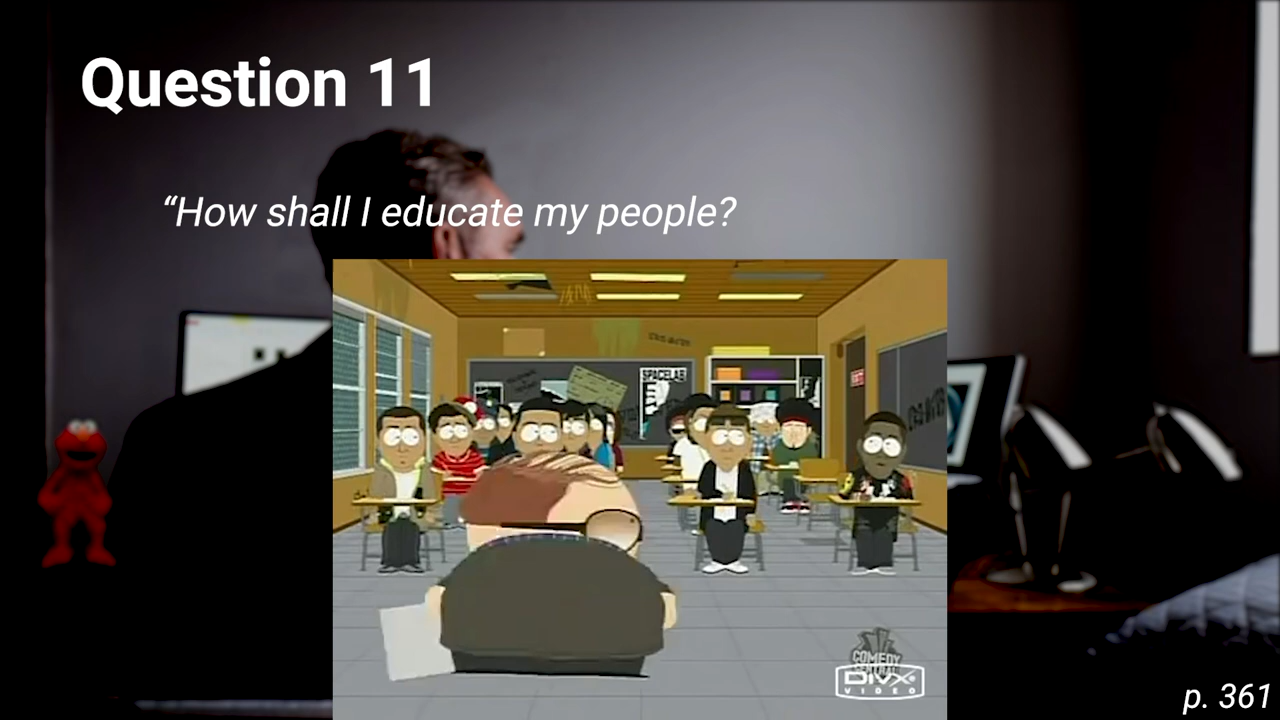 Question 11
“How shall I educate my people?
SPACELAB
COMEDY
CENTRAL
DIVX
VIDEO
p. 361